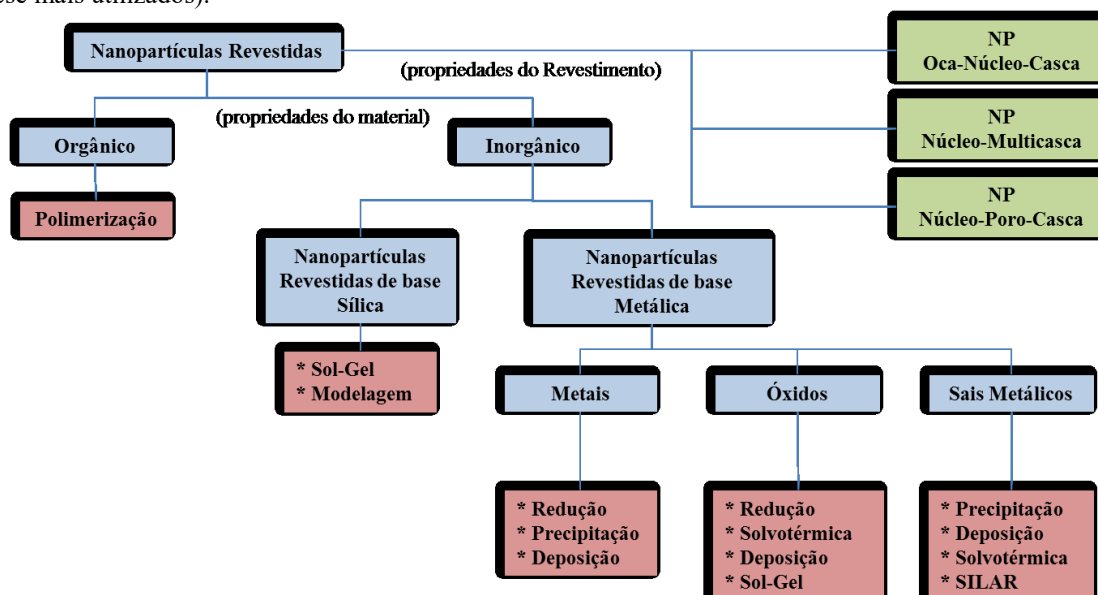 mais utilizados).
Nanopartículas Revestidas
(propriedades do Revestimento)
NP
Oca-Núcleo-Casca
(propriedades do material)
NP
Núcleo-Multicasca
Orgânico
Inorgânico
NP
Núcleo-Poro-Casca
Polimerização
Nanopartículas
Revestidas de base
Sílica
Nanopartículas
Revestidas de base
Metálica
* Sol-Gel
* Modelagem
Metais
Óxidos
Sais Metálicos
* Redução
* Precipitação
* Deposição
* Redução
* Solvotérmica
* Deposição
* Sol-Gel
* Precipitação
* Deposição
* Solvotérmica
* SILAR